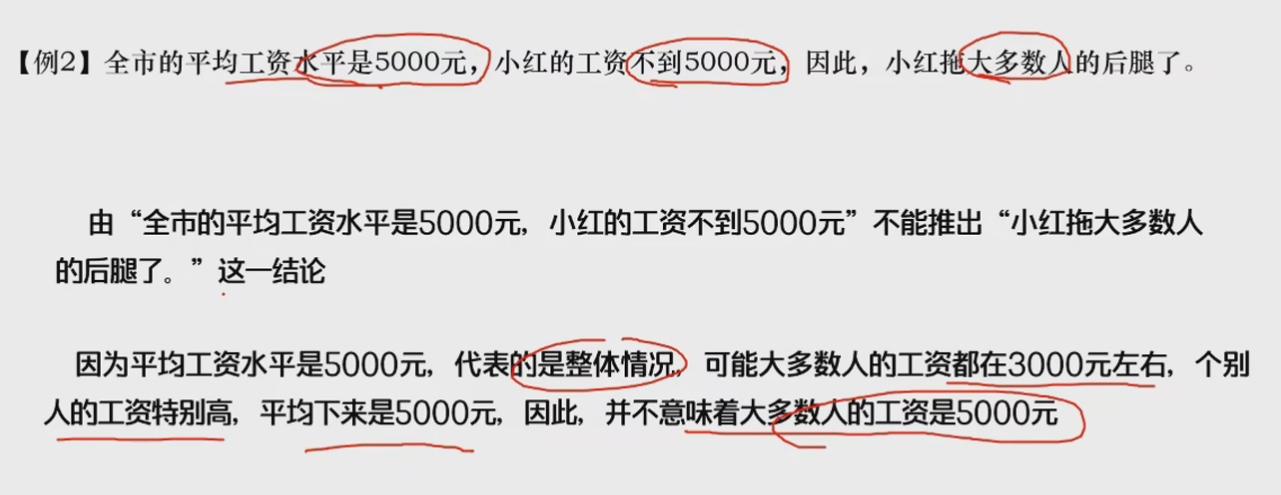 【例2】全市的平均工资水平是5000元，小红的工资不到5000元，因此，小红拖大多数人的后腿了。
由“全市的平均工资水平是5000元，小红的工资不到5000元”不能推出“小红拖大多数人
的后腿了。”这一结论
因为平均工资水平是5000元，代表的是整体情况，可能大多数人的工资都在3000元左右，个别
人的工资特别高，平均下来是5000元，因此，并不意味着大多数人的工资是5000元